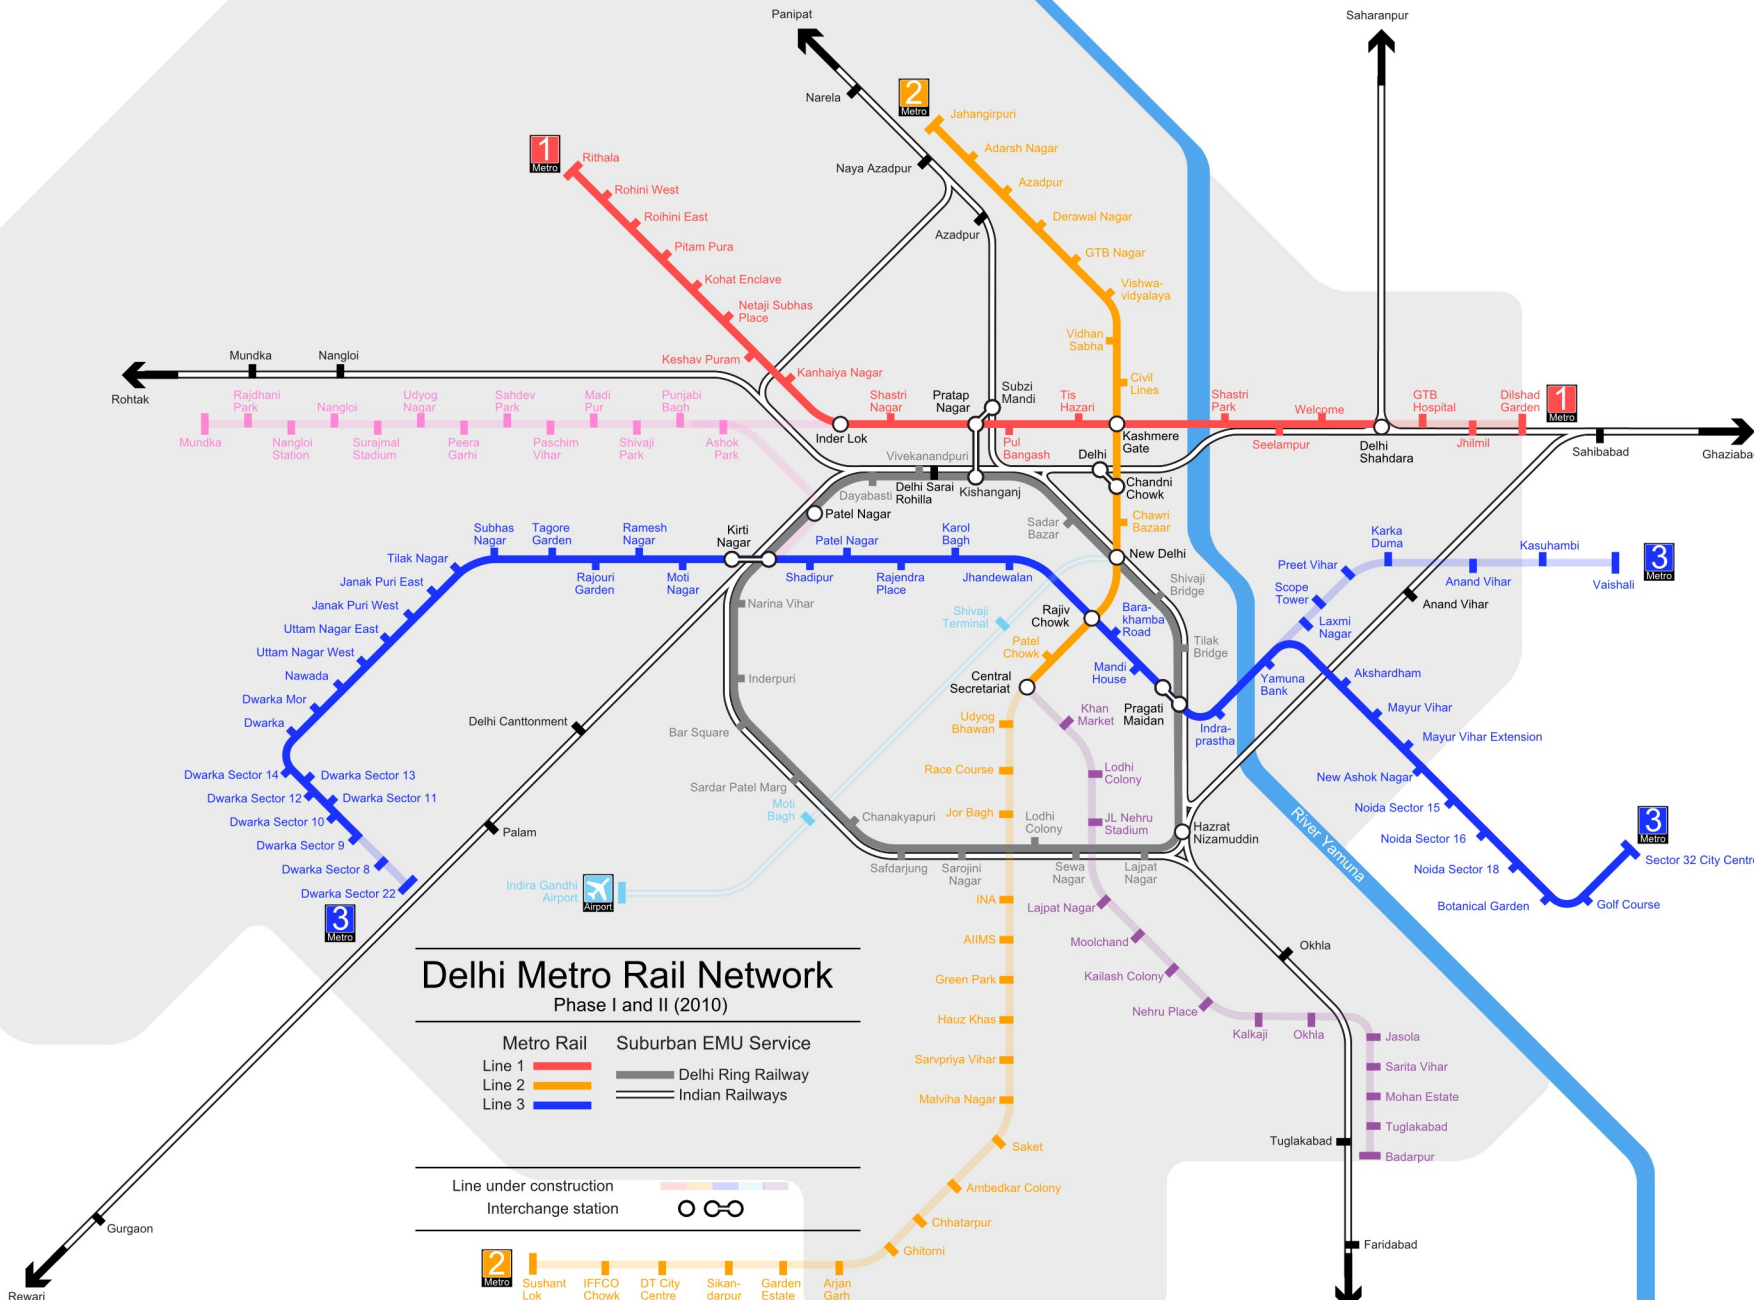 Panipat
Saharanpur
Narela
2
Metro
Jahangirpuri
Adarsh Nagar
Naya Azadpur
Azadpur
Derawal Nagar
Azadpur
GTB Nagar
Vishwa-
vidyalaya
Vidhan
Sabha
Civil
Lines
1
Metro
Rithala
Rohini West
Roihini East
Pitam Pura
Kohat Enclave
Netaji Subhas
Place
Keshav Puram
Kanhaiya Nagar
Rohtak
Mundka
Nangloi
Mundka
Rajdhani
Park
Nangloi
Station
Nangloi
Surajmal
Stadium
Udyog
Nagar
Peera
Garhi
Sahdev
Park
Paschim
Vihar
Madi
Pur
Shivaji
Park
Punjabi
Bagh
Ashok
Park
Inder Lok
Shastri
Nagar
Pratap
Nagar
Subzi
Mandi
Pul
Bangash
Tis
Hazari
Kashmere
Gate
Shastri
Park
Seelampur
Welcome
Delhi
Shahdara
GTB
Hospital
Jhilmil
Dilshad
Garden
1
Metro
Sahibabad
Ghaziabad
Vivekanandpuri
Dayabasti
Delhi Sarai
Rohilla
Kishanganj
Delhi
Chandni
Chowk
Chawri
Bazaar
Sadar
Bazar
New Delhi
Patel Nagar
Kirti
Nagar
Subhas
Nagar
Tagore
Garden
Ramesh
Nagar
Rajouri
Garden
Moti
Nagar
Tilak Nagar
Janak Puri East
Janak Puri West
Uttam Nagar East
Uttam Nagar West
Nawada
Dwarka Mor
Dwarka
Dwarka Sector 14
Dwarka Sector 13
Dwarka Sector 12
Dwarka Sector 11
Dwarka Sector 10
Dwarka Sector 9
Dwarka Sector 8
Dwarka Sector 22
3
Metro
Shadipur
Patel Nagar
Rajendra
Place
Karol
Bagh
Jhandewalan
Rajiv
Chowk
Bara-
khamba
Road
Mandi
House
Pragati
Maidan
Indra-
prastha
Yamuna
Bank
Laxmi
Nagar
Scope
Tower
Preet Vihar
Karka
Duma
Anand Vihar
Kasuhambi
Vaishali
3
Metro
Anand Vihar
Akshardham
Mayur Vihar
Mayur Vihar Extension
New Ashok Nagar
Noida Sector 15
Noida Sector 16
Noida Sector 18
Botanical Garden
Golf Course
Sector 32 City Centre
3
Metro
River Yamuna
Shivaji
Bridge
Tilak
Bridge
Hazrat
Nizamuddin
Narina Vihar
Inderpuri
Bar Square
Sardar Patel Marg
Chanakyapuri
Safdarjung
Sarojini
Nagar
Lodhi
Colony
Sewa
Nagar
Lajpat
Nagar
Delhi Canttonment
Palam
Gurgaon
Rewari
Shivaji
Terminal
Moti
Bagh
Indira Gandhi
Airport
Airport
Patel
Chowk
Central
Secretariat
Khan
Market
Lodhi
Colony
JL Nehru
Stadium
Lajpat Nagar
Moolchand
Kailash Colony
Nehru Place
Kalkaji
Okhla
Jasola
Sarita Vihar
Mohan Estate
Tuglakabad
Badarpur
Okhla
Tuglakabad
Faridabad
Udyog
Bhawan
Race Course
Jor Bagh
INA
AIIMS
Green Park
Hauz Khas
Sarvpriya Vihar
Malviha Nagar
Saket
Ambedkar Colony
Chhatarpur
Ghitorni
Arjan
Garh
Garden
Estate
Sikan-
darpur
DT City
Centre
IFFCO
Chowk
Sushant
Lok
2
Metro
Delhi Metro Rail Network
Phase I and II (2010)
Metro Rail
Line 1
Line 2
Line 3
Suburban EMU Service
Delhi Ring Railway
Indian Railways
Line under construction
Interchange station